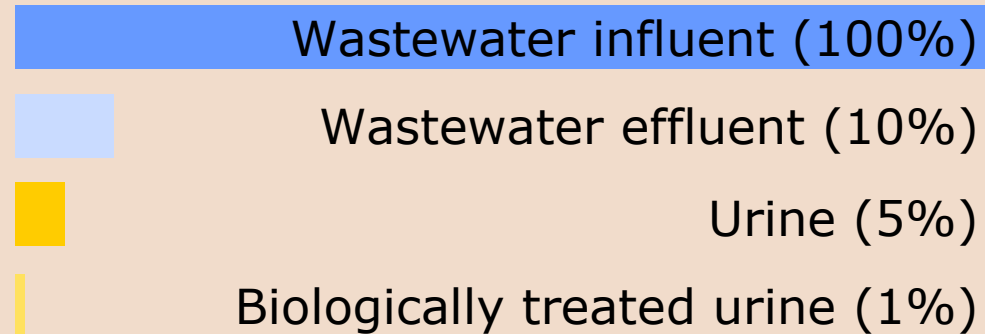 Wastewater influent (100%)
Wastewater effluent (10%)
Urine (5%)
Biologically treated urine (1%)